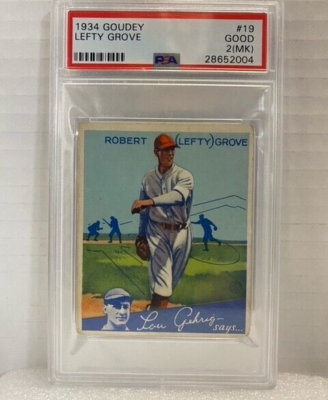 1934 GOUDEY #19
LEFTY GROVE GOOD
2(MK)
PSA 28652004
ROBERT (LEFTY) GROVE
Lou Gehrig
says...